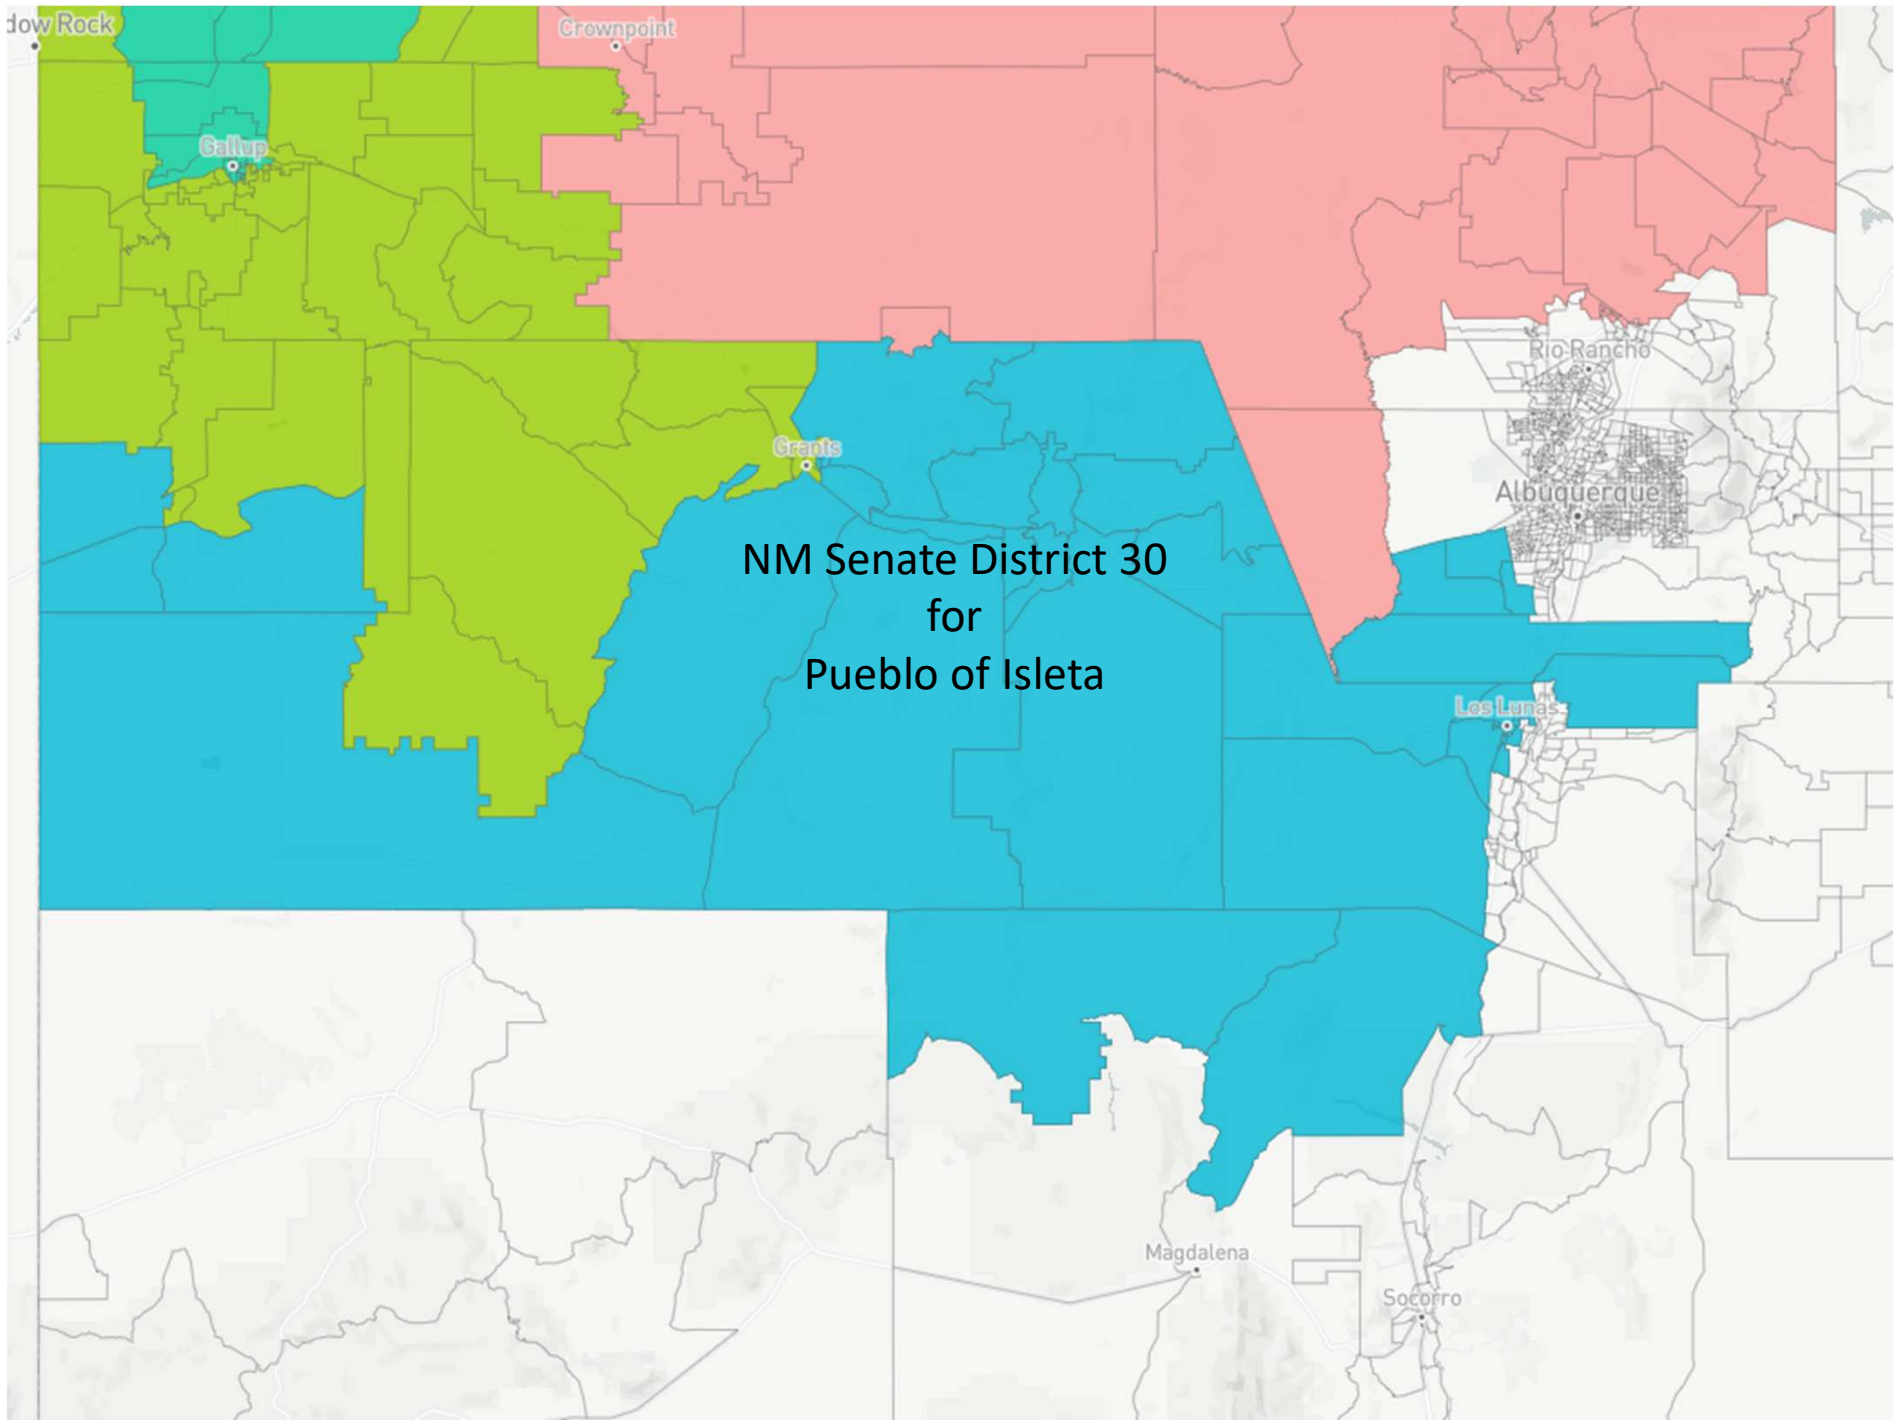 dow Rock
Crownpoint
Gallup
Rio Rancho
Grants
Albuquerque
NM Senate District 30
for
Pueblo of Isleta
Los Lunas
Magdalena
Socorro